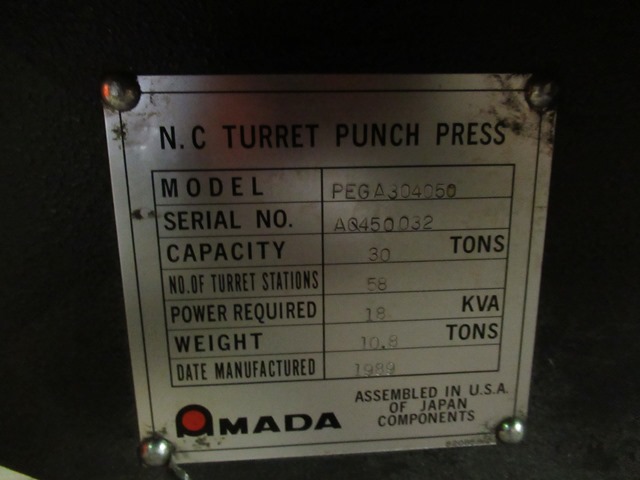 N.C TURRET PUNCH PRESS
MODEL PEGA304050
SERIAL NO. AQ450032
CAPACITY 30 TONS
NO.OF TURRET STATIONS 58
POWER REQUIRED 18 KVA
WEIGHT 10.8 TONS
DATE MANUFACTURED 1989
AMADA
ASSEMBLED IN U.S.A.
OF JAPAN
COMPONENTS